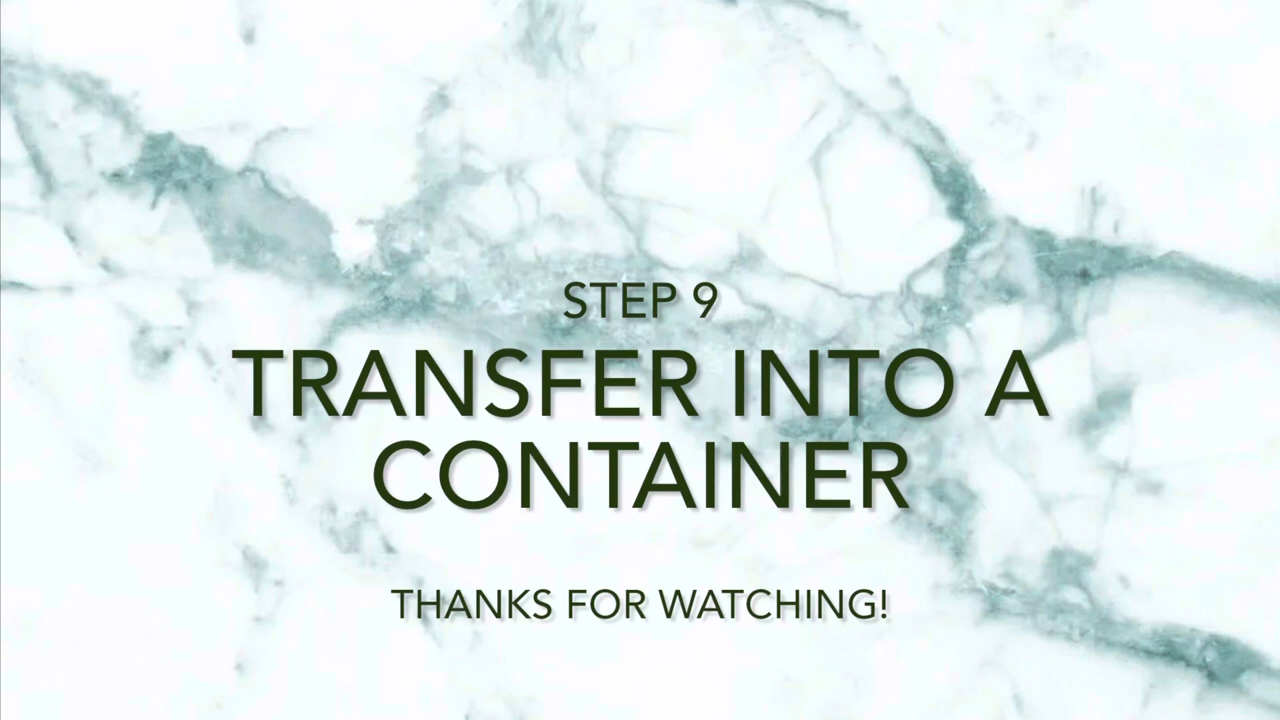 STEP 9
TRANSFER INTO A
CONTAINER
THANKS FOR WATCHING!